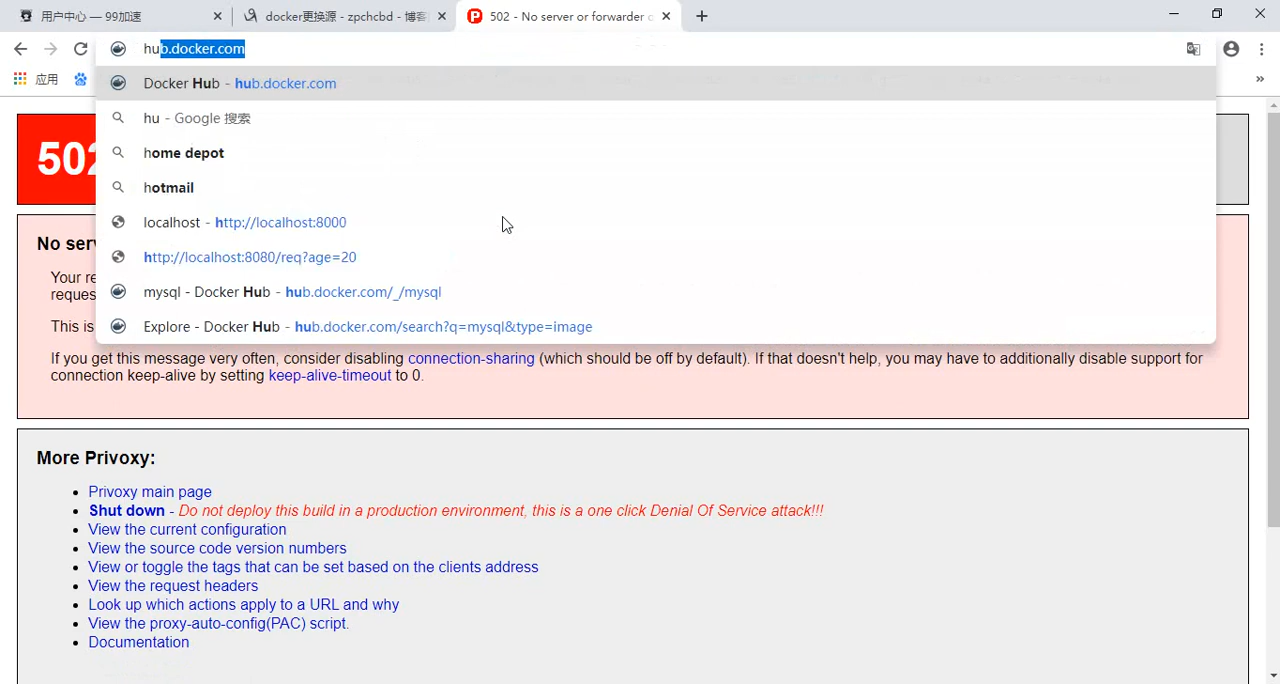 用户中心 — 99加速
docker更换源 - zpchcbd - 博客
502 - No server or forwarder
hub.docker.com
应用
Docker Hub - hub.docker.com
hu - Google 搜索
home depot
hotmail
localhost - http://localhost:8000
http://localhost:8080/req?age=20
mysql - Docker Hub - hub.docker.com/_/mysql
Explore - Docker Hub - hub.docker.com/search?q=mysql&type=image
502
No
Your
This is
If you get this message very often, consider disabling connection-sharing (which should be off by default). If that doesn't help, you may have to additionally disable support for
connection keep-alive by setting keep-alive-timeout to 0.
More Privoxy:
Privoxy main page
Shut down - Do not deploy this build in a production environment, this is a one click Denial Of Service attack!!!
View the current configuration
View the source code version numbers
View or toggle the tags that can be set based on the clients address
View the request headers
Look up which actions apply to a URL and why
View the proxy-auto-config(PAC) script.
Documentation